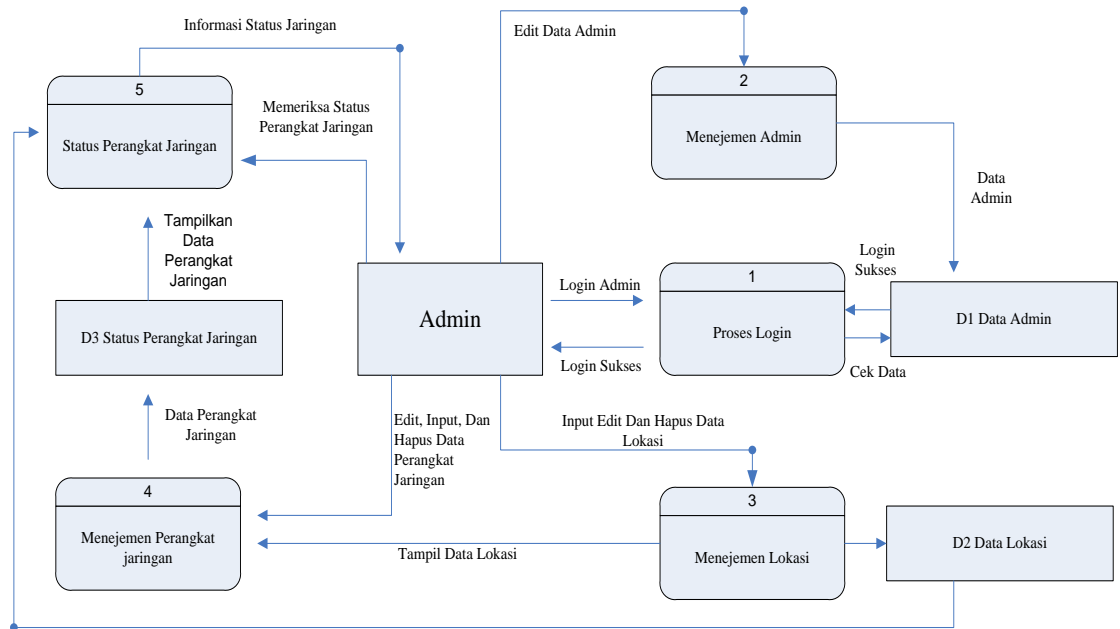 Informasi Status Jaringan
Edit Data Admin
5
Status Perangkat Jaringan
Memeriksa Status
Perangkat Jaringan
2
Menejemen Admin
Data
Admin
Tampilkan
Data
Perangkat
Jaringan
Login
Sukses
Admin
Login Admin
Login Sukses
1
Proses Login
Cek Data
D1 Data Admin
D3 Status Perangkat Jaringan
Data Perangkat
Jaringan
Edit, Input, Dan
Hapus Data
Perangkat
Jaringan
Input Edit Dan Hapus Data
Lokasi
4
Menejemen Perangkat
jaringan
Tampil Data Lokasi
3
Menejemen Lokasi
D2 Data Lokasi